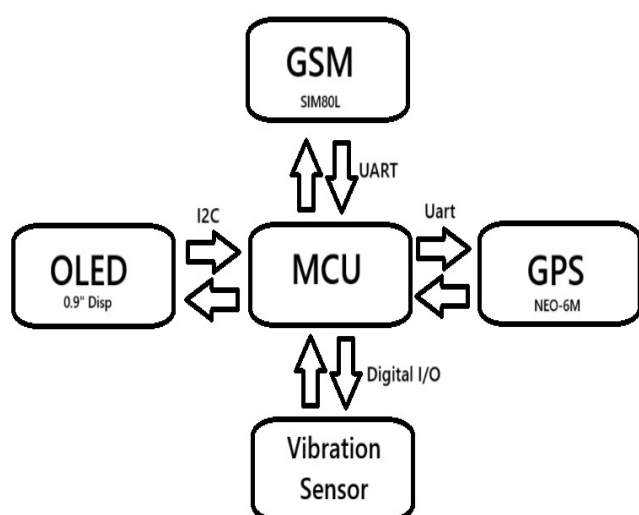 GSM
SIM80L
UART
I2C
Uart
OLED
0.9" Disp
MCU
GPS
NEO-6M
Digital I/O
Vibration
Sensor